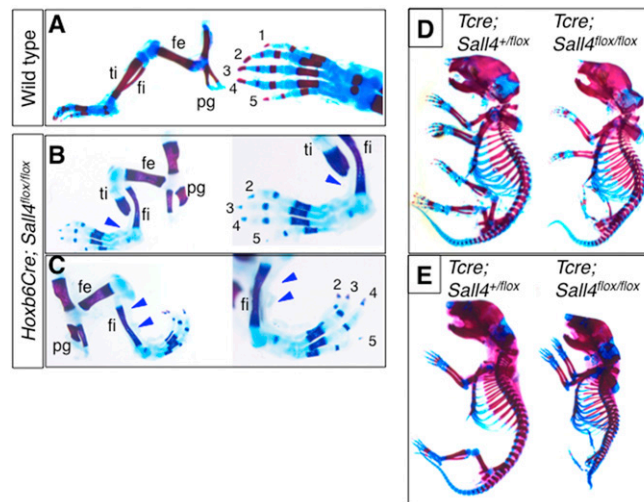 A
Wild type
fe
ti
fi
pg
1
2
3
4
5
Hoxb6Cre; Sall4flox/flox
B
fe
ti
fi
pg
2
3
4
5
ti
fi
C
fe
fi
pg
fi
2 3 4
5
D
Tcre;
Sall4+/flox
Tcre;
Sall4flox/flox
E
Tcre;
Sall4+/flox
Tcre;
Sall4flox/flox